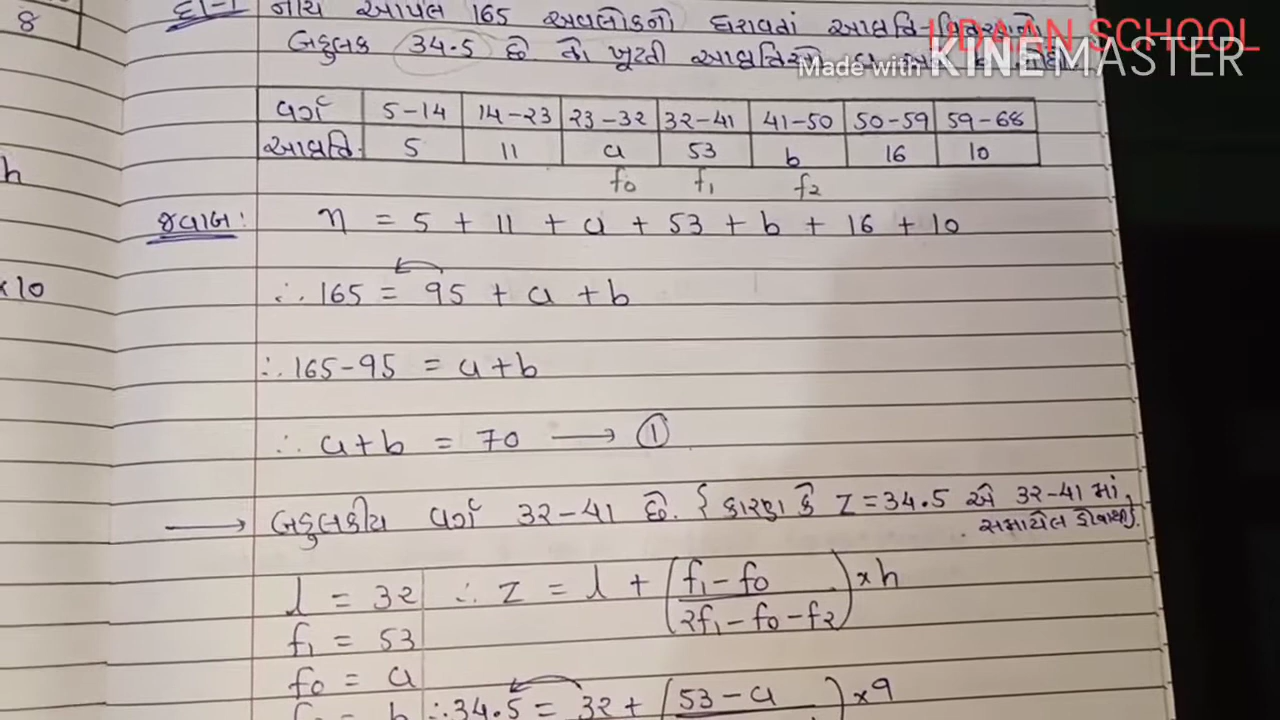 દા-1 નીચે આપેલ 165 અવલોકનો ધરાવતાં આવૃત્તિ-વિતરણનો
UDAAN SCHOOL
બહુલક 34.5 છે તો ખૂટતી આવૃત્તિઓ
Made with KINEMASTER
8
વર્ગ 5-14 14-23 23-32 32-41 41-50 50-59 59-68
આવૃત્તિ. 5 11 a 53 b 16 10
f0 f1 f2
h
જવાબ: n = 5 + 11 + a + 53 + b + 16 + 10
×10
∴ 165 = 95 + a + b
∴ 165-95 = a+b
∴ a+b = 70 → ①
→ બહુલકીય વર્ગ 32-41 છે. { કારણ કે Z = 34.5 એ 32-41 માં
સમાયેલ હોવાથી}.
l = 32 ∴ Z = l + (f1 - f0 / 2f1 - f0 - f2) × h
f1 = 53
f0 = a
= b ∴ 34.5 = 32 + (53 - a ) × 9